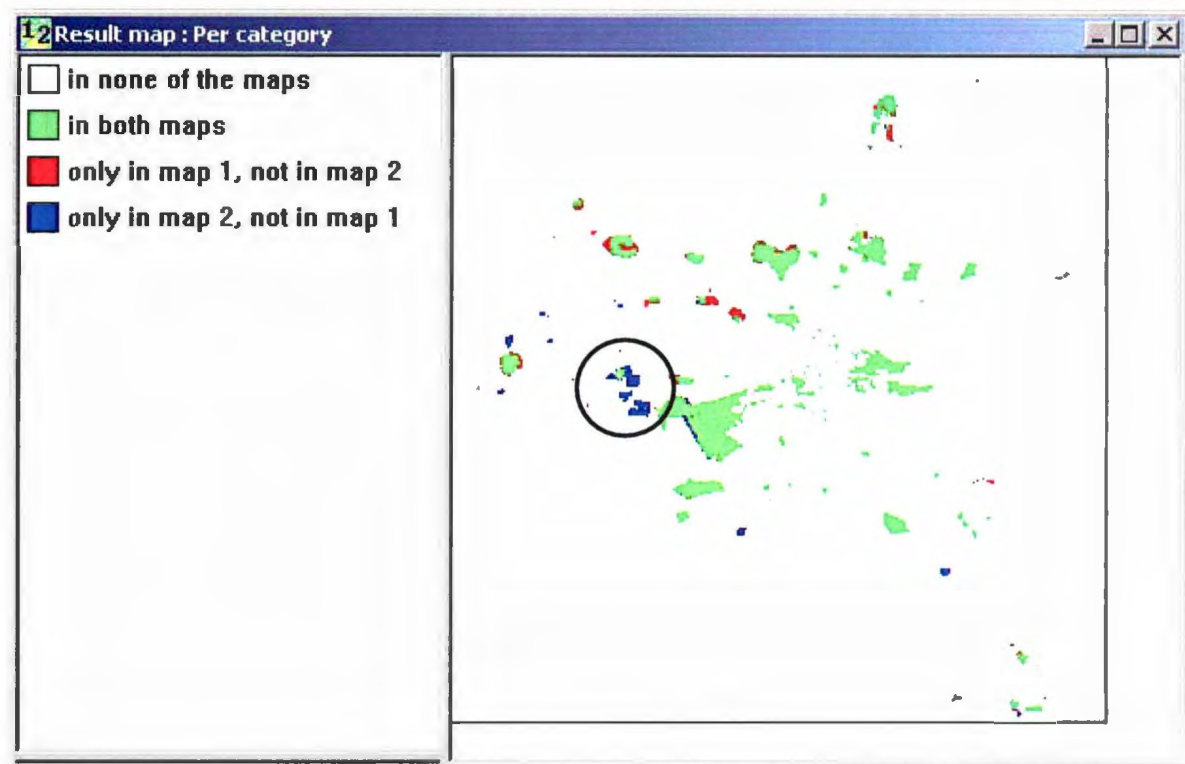 12 Result map : Per category
in none of the maps
in both maps
only in map 1, not in map 2
only in map 2, not in map 1